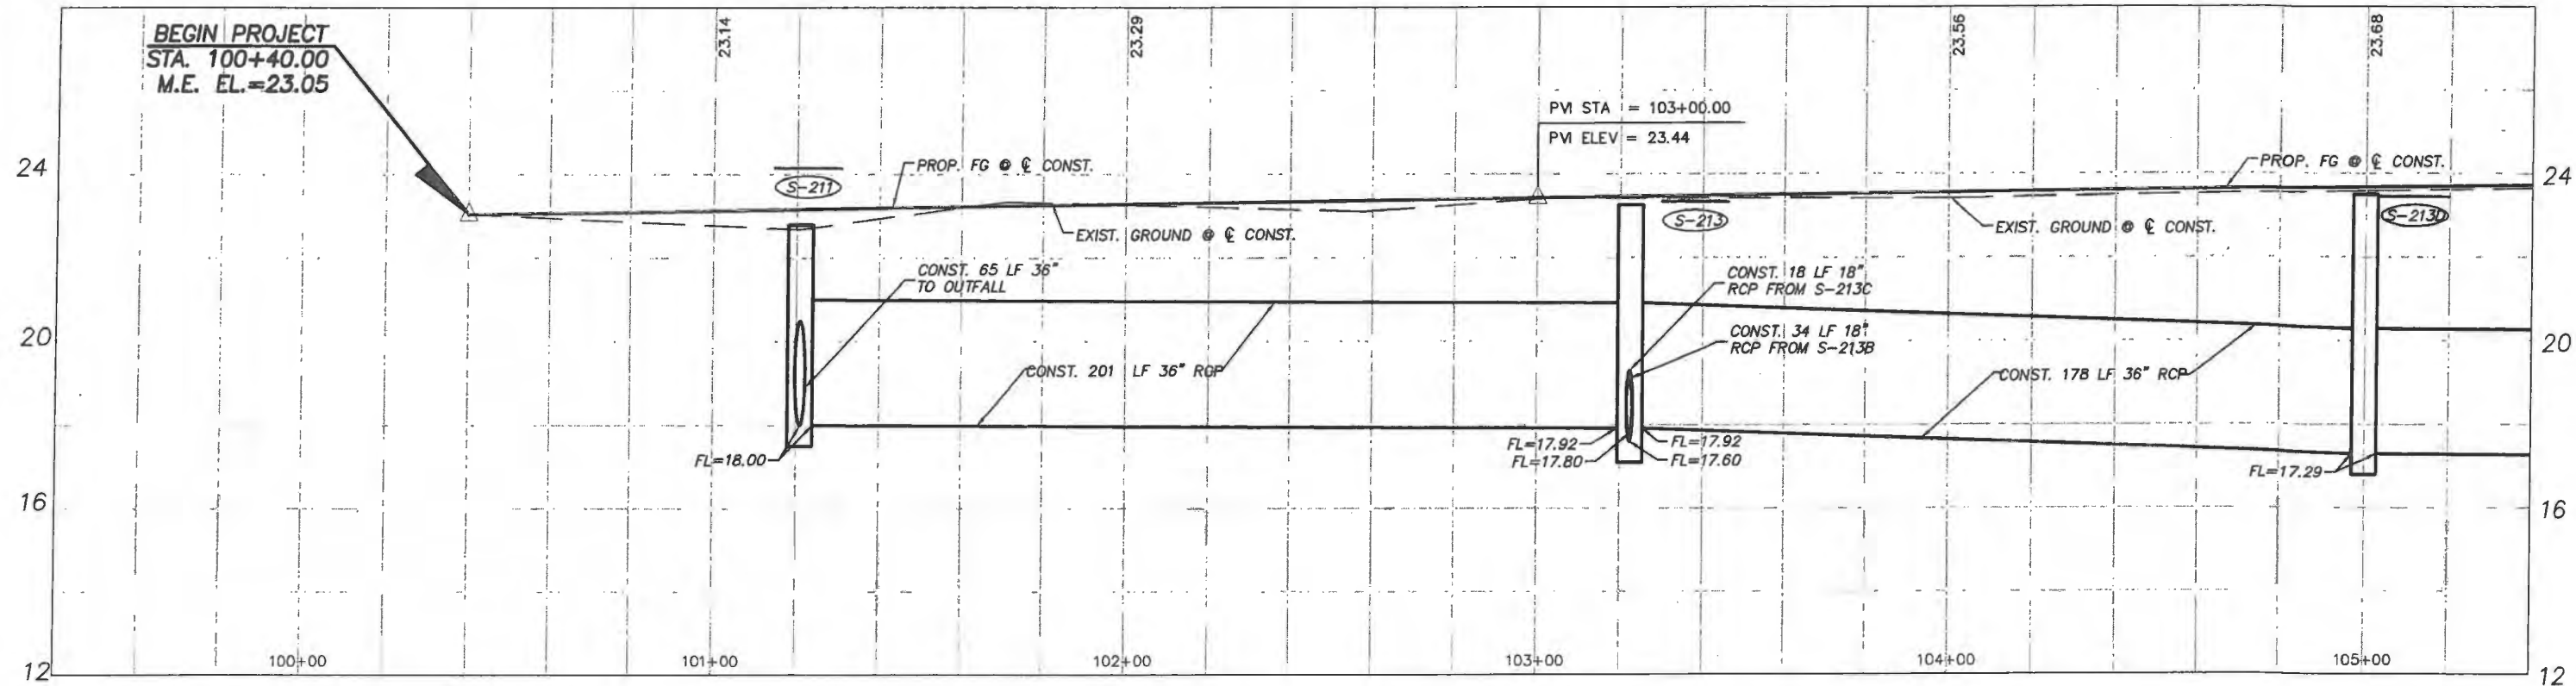 BEGIN PROJECT
STA. 100+40.00
M.E. EL.=23.05
23.14
23.29
23.56
23.68
PVI STA = 103+00.00
PVI ELEV = 23.44
24
24
S-211
PROP. FG @ ℄ CONST.
PROP. FG @ ℄ CONST.
EXIST. GROUND @ ℄ CONST.
S-213
EXIST. GROUND @ ℄ CONST.
S-213D
CONST. 65 LF 36"
TO OUTFALL
CONST. 18 LF 18"
RCP FROM S-213C
CONST. 34 LF 18"
RCP FROM S-213B
20
20
CONST. 201 LF 36" RCP
CONST. 178 LF 36" RCP
FL=18.00
FL=17.92
FL=17.80
FL=17.92
FL=17.60
FL=17.29
16
16
100+00
101+00
102+00
103+00
104+00
105+00
12
12